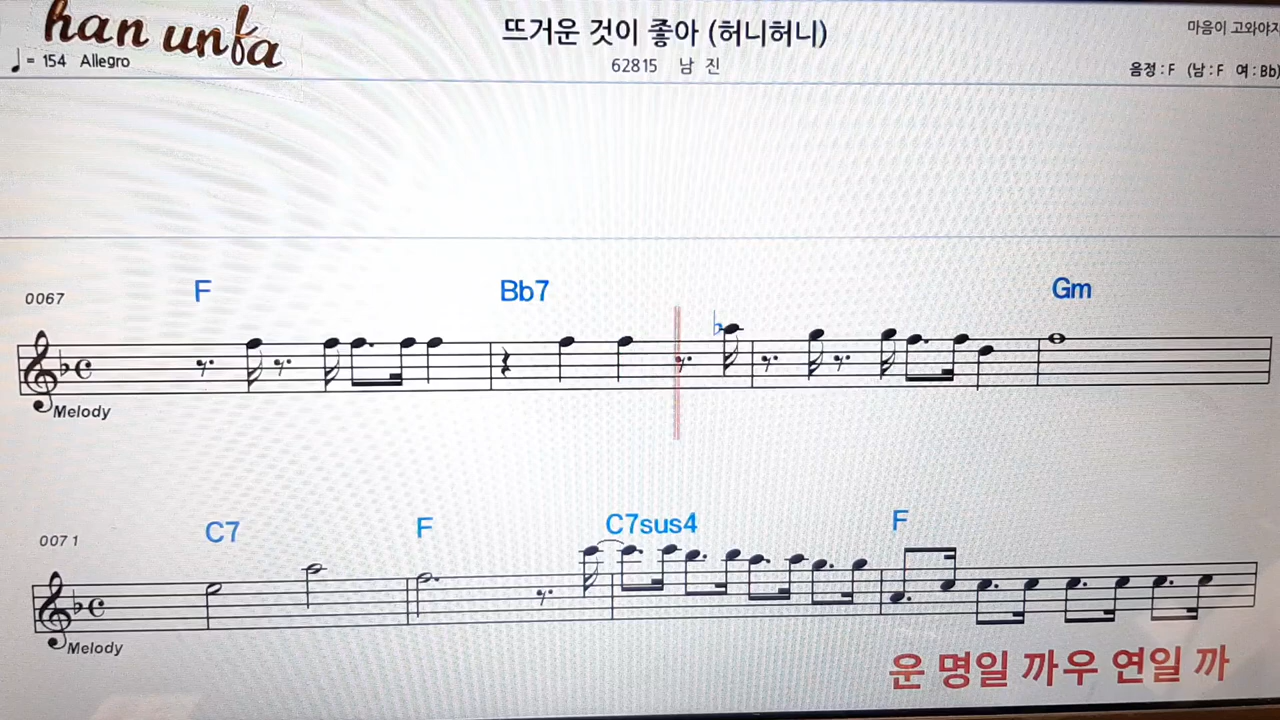 han unfa
뜨거운 것이 좋아 (허니허니)
마음이 고와야지
♩= 154 Allegro
62815 남 진
음정 : F (남 : F 여 : Bb)
F Bb7 Gm
0067
Melody
C7 F C7sus4 F
0071
Melody
운 명일 까우 연일 까